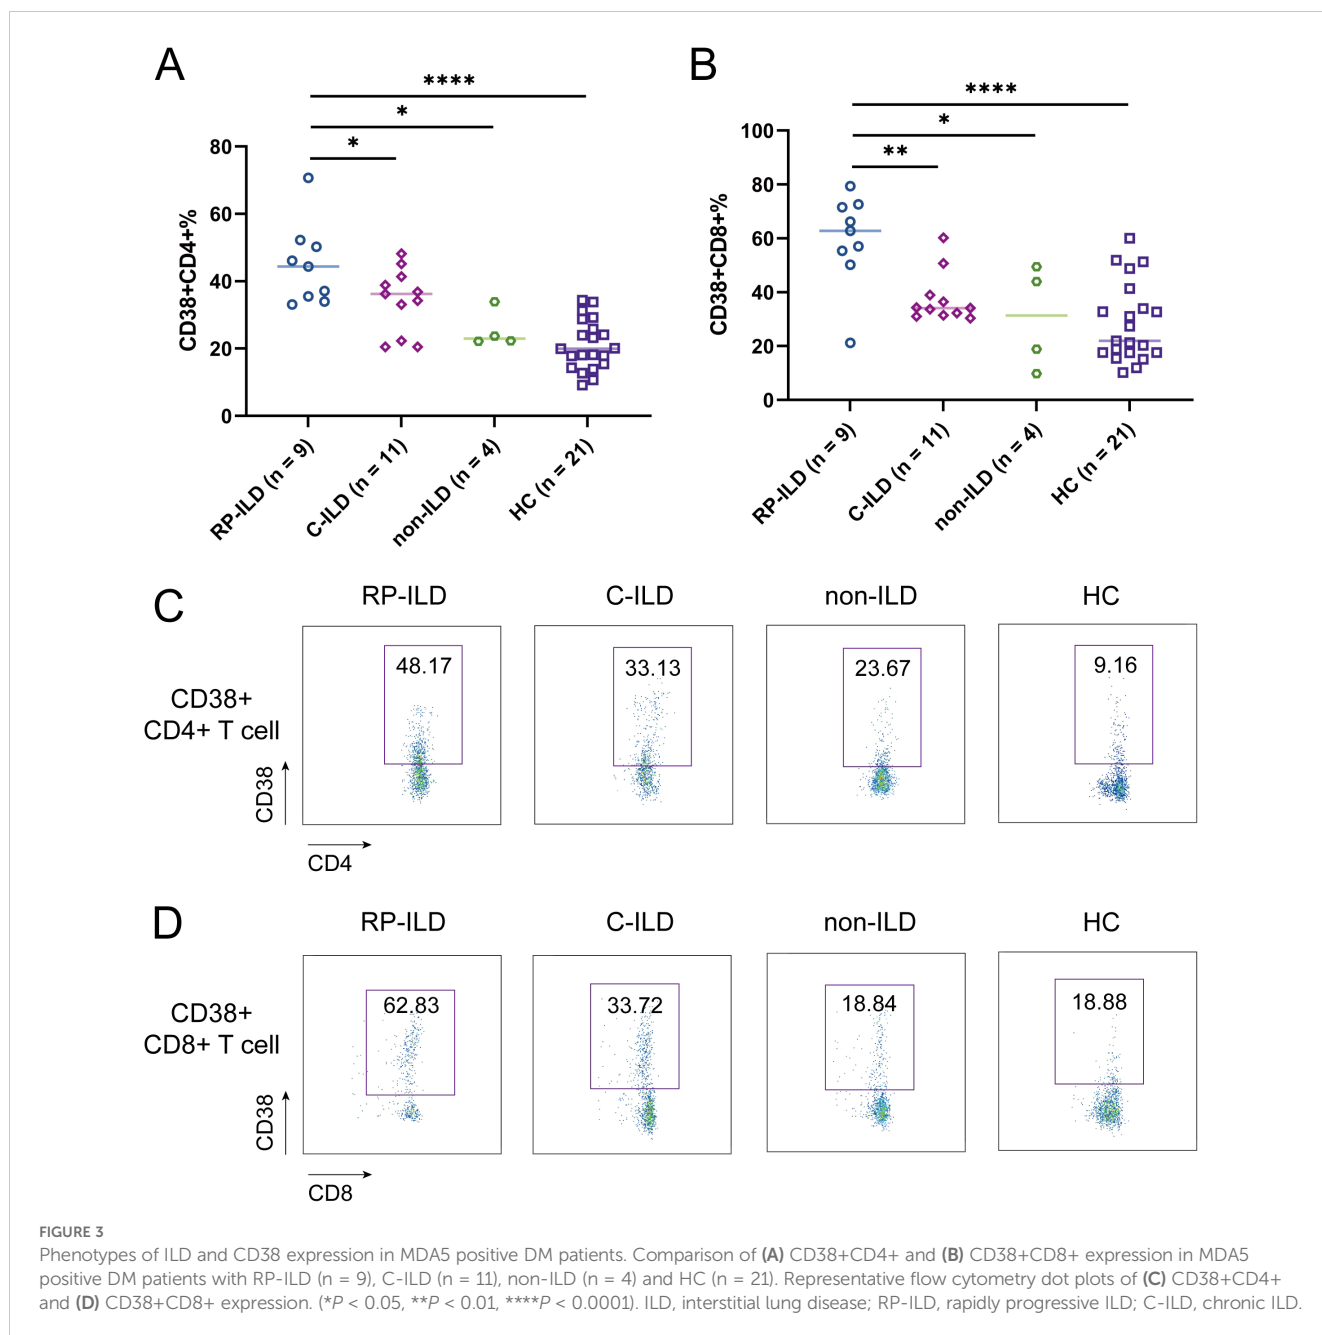 A
****
*
*
80
60
40
20
0
CD38+CD4+%
RP-ILD (n = 9)
C-ILD (n = 11)
non-ILD (n = 4)
HC (n = 21)
B
****
*
**
100
80
60
40
20
0
CD38+CD8+%
RP-ILD (n = 9)
C-ILD (n = 11)
non-ILD (n = 4)
HC (n = 21)
C
RP-ILD
C-ILD
non-ILD
HC
CD38+
CD4+ T cell
48.17
33.13
23.67
9.16
CD38
CD4
D
RP-ILD
C-ILD
non-ILD
HC
CD38+
CD8+ T cell
62.83
33.72
18.84
18.88
CD38
CD8
FIGURE 3
Phenotypes of ILD and CD38 expression in MDA5 positive DM patients. Comparison of (A) CD38+CD4+ and (B) CD38+CD8+ expression in MDA5
positive DM patients with RP-ILD (n = 9), C-ILD (n = 11), non-ILD (n = 4) and HC (n = 21). Representative flow cytometry dot plots of (C) CD38+CD4+
and (D) CD38+CD8+ expression. (*P < 0.05, **P < 0.01, ****P < 0.0001). ILD, interstitial lung disease; RP-ILD, rapidly progressive ILD; C-ILD, chronic ILD.